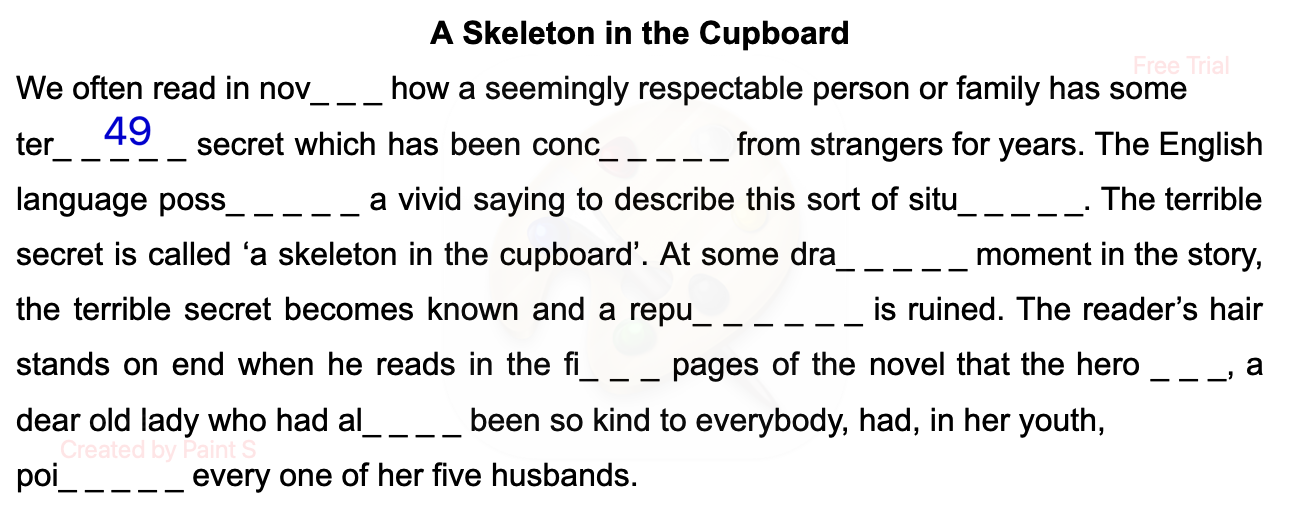 A Skeleton in the Cupboard
Free Trial
We often read in nov_ _ _ how a seemingly respectable person or family has some
ter_ _ _ _ _ secret which has been conc_ _ _ _ _ from strangers for years. The English
49
language poss_ _ _ _ _ a vivid saying to describe this sort of situ_ _ _ _ _. The terrible
secret is called ‘a skeleton in the cupboard’. At some dra_ _ _ _ _ moment in the story,
the terrible secret becomes known and a repu_ _ _ _ _ _ is ruined. The reader’s hair
stands on end when he reads in the fi_ _ _ pages of the novel that the hero _ _ _, a
dear old lady who had al_ _ _ _ been so kind to everybody, had, in her youth,
Created by Paint S
poi_ _ _ _ _ every one of her five husbands.